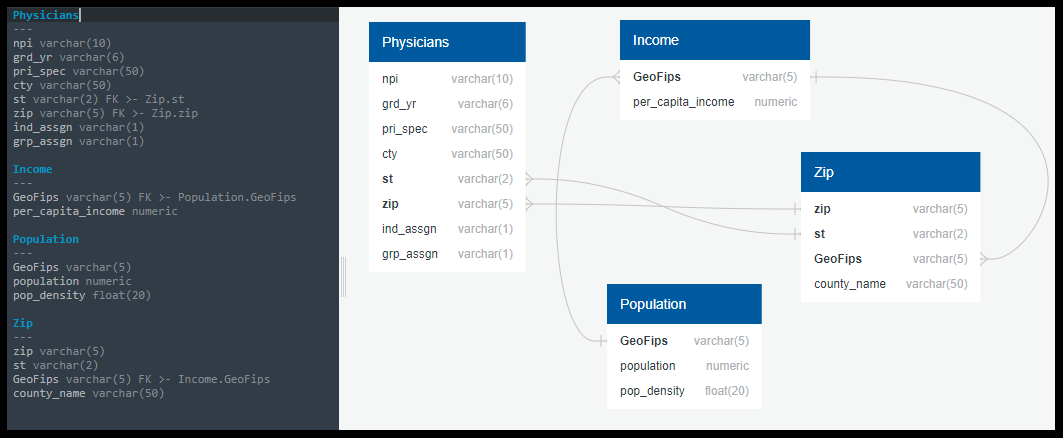 Physicians
---
npi varchar(10)
grd_yr varchar(6)
pri_spec varchar(50)
cty varchar(50)
st varchar(2) FK >- Zip.st
zip varchar(5) FK >- Zip.zip
ind_assgn varchar(1)
grp_assgn varchar(1)
Income
---
GeoFips varchar(5) FK >- Population.GeoFips
per_capita_income numeric
Population
---
GeoFips varchar(5)
population numeric
pop_density float(20)
Zip
---
zip varchar(5)
st varchar(2)
GeoFips varchar(5) FK >- Income.GeoFips
county_name varchar(50)
Physicians
npi varchar(10)
grd_yr varchar(6)
pri_spec varchar(50)
cty varchar(50)
st varchar(2)
zip varchar(5)
ind_assgn varchar(1)
grp_assgn varchar(1)
Income
GeoFips varchar(5)
per_capita_income numeric
Zip
zip varchar(5)
st varchar(2)
GeoFips varchar(5)
county_name varchar(50)
Population
GeoFips varchar(5)
population numeric
pop_density float(20)